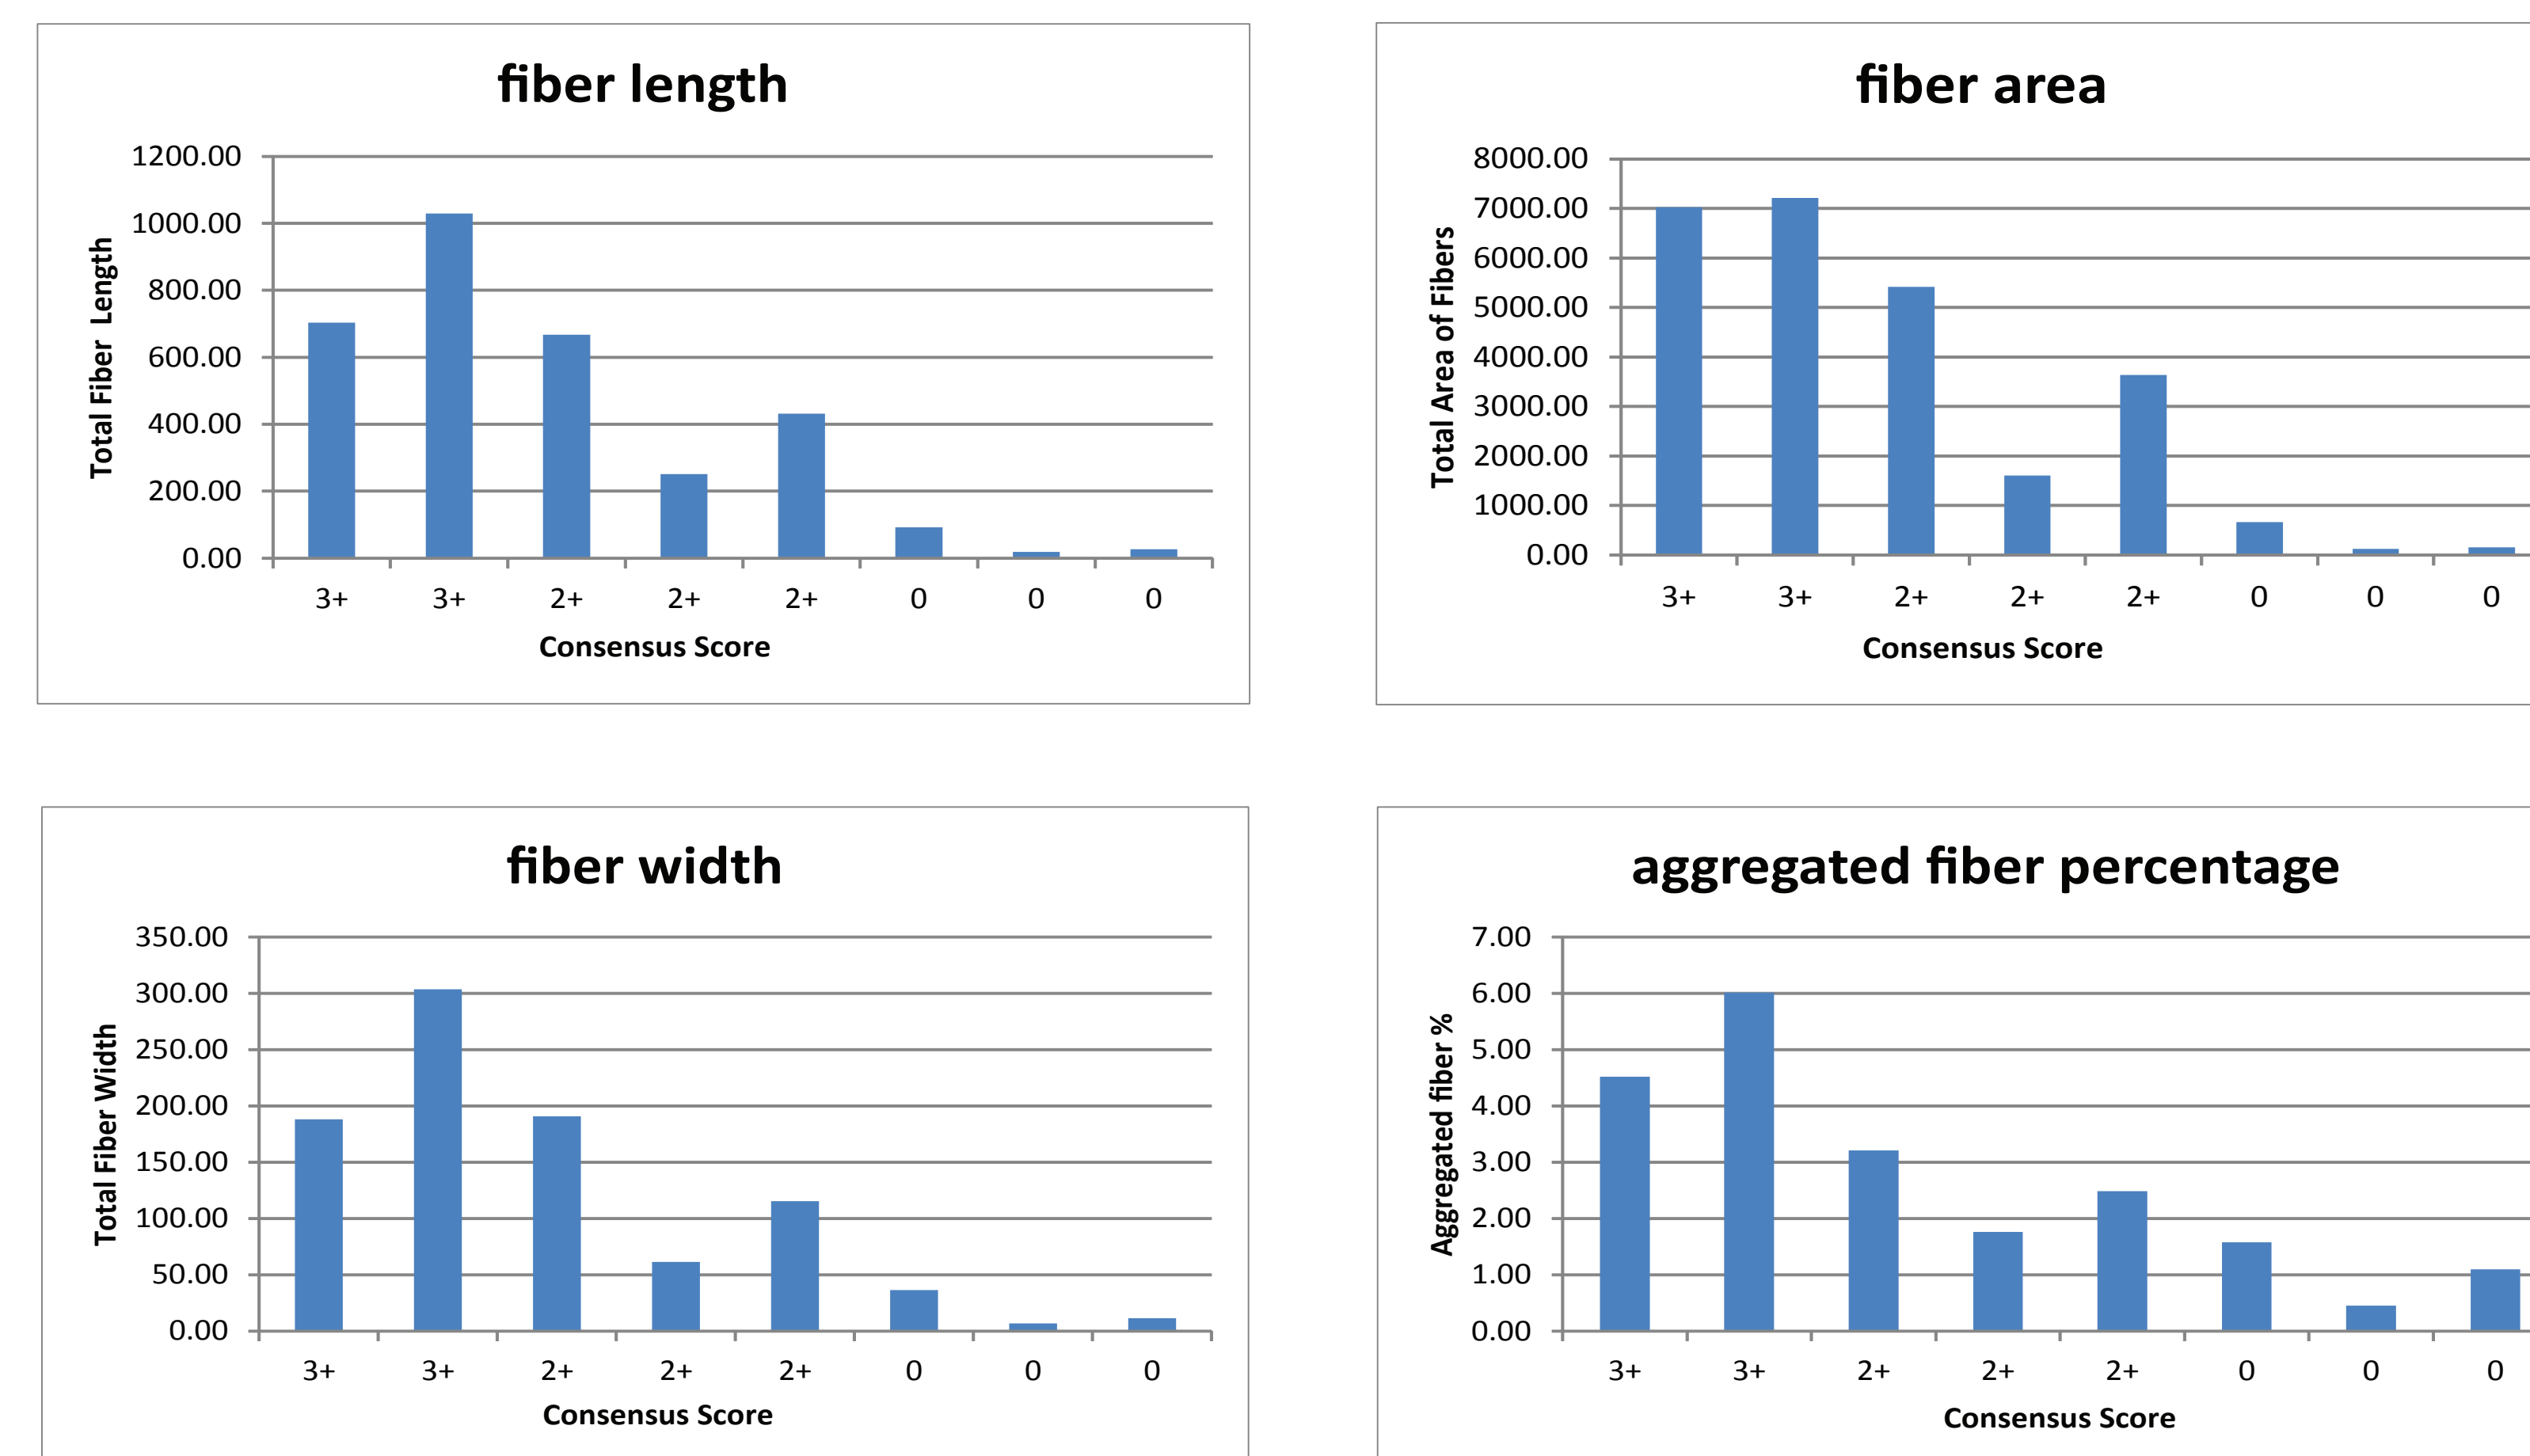 fiber length
1200.00
1000.00
800.00
600.00
400.00
200.00
0.00
Total Fiber Length
3+ 3+ 2+ 2+ 2+ 0 0 0
Consensus Score
fiber area
8000.00
7000.00
6000.00
5000.00
4000.00
3000.00
2000.00
1000.00
0.00
Total Area of Fibers
3+ 3+ 2+ 2+ 2+ 0 0 0
Consensus Score
fiber width
350.00
300.00
250.00
200.00
150.00
100.00
50.00
0.00
Total Fiber Width
3+ 3+ 2+ 2+ 2+ 0 0 0
Consensus Score
aggregated fiber percentage
7.00
6.00
5.00
4.00
3.00
2.00
1.00
0.00
Aggregated fiber %
3+ 3+ 2+ 2+ 2+ 0 0 0
Consensus Score